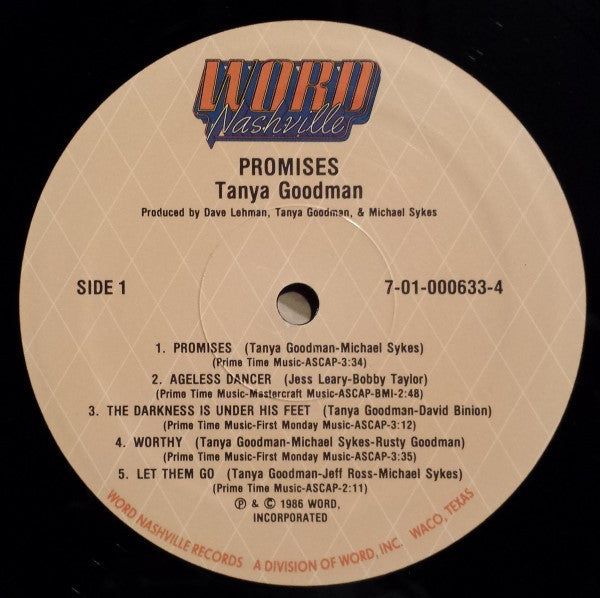 WORD
Nashville
PROMISES
Tanya Goodman
Produced by Dave Lehman, Tanya Goodman, & Michael Sykes
SIDE 1
7-01-000633-4
1. PROMISES (Tanya Goodman-Michael Sykes)
(Prime Time Music-ASCAP-3:34)
2. AGELESS DANCER (Jess Leary-Bobby Taylor)
(Prime Time Music-Mastercraft Music-ASCAP-BMI-2:48)
3. THE DARKNESS IS UNDER HIS FEET (Tanya Goodman-David Binion)
(Prime Time Music-First Monday Music-ASCAP-3:12)
4. WORTHY (Tanya Goodman-Michael Sykes-Rusty Goodman)
(Prime Time Music-First Monday Music-ASCAP-3:35)
5. LET THEM GO (Tanya Goodman-Jeff Ross-Michael Sykes)
(Prime Time Music-ASCAP-2:11)
℗ & © 1986 WORD,
INCORPORATED
WORD NASHVILLE RECORDS A DIVISION OF WORD, INC. WACO, TEXAS